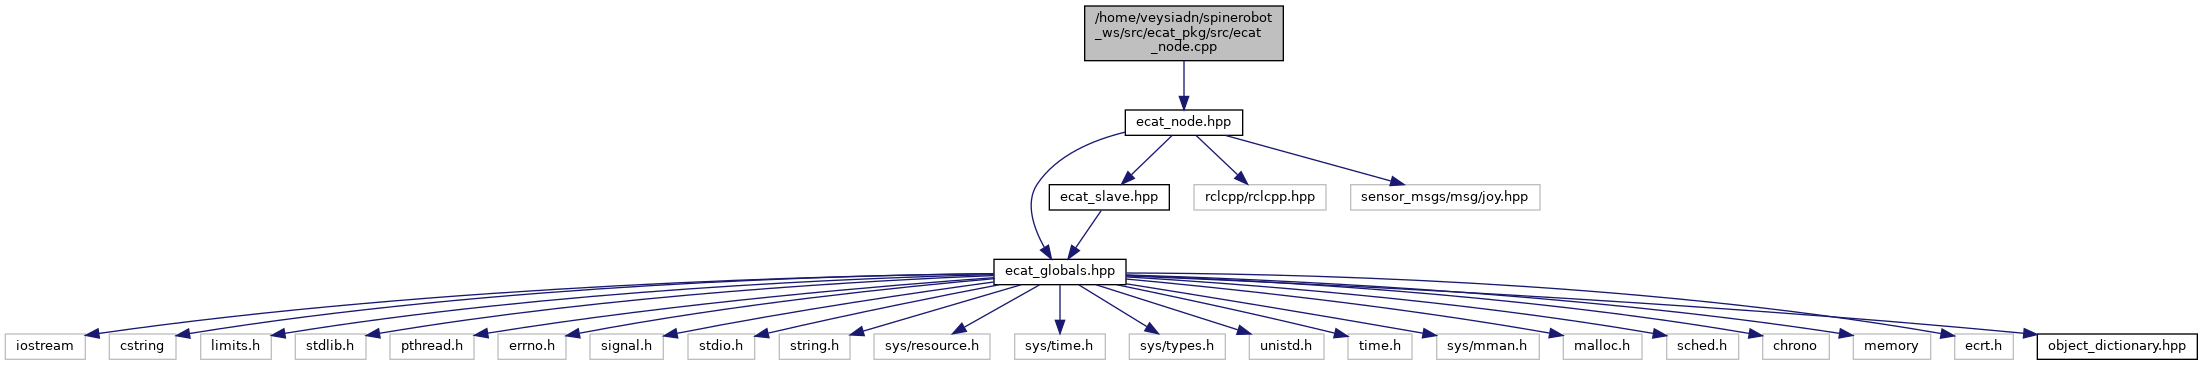 /home/veysiadn/spinerobot
_ws/src/ecat_pkg/src/ecat
_node.cpp
ecat_node.hpp
ecat_slave.hpp
rclcpp/rclcpp.hpp
sensor_msgs/msg/joy.hpp
ecat_globals.hpp
iostream
cstring
limits.h
stdlib.h
pthread.h
errno.h
signal.h
stdio.h
string.h
sys/resource.h
sys/time.h
sys/types.h
unistd.h
time.h
sys/mman.h
malloc.h
sched.h
chrono
memory
ecrt.h
object_dictionary.hpp